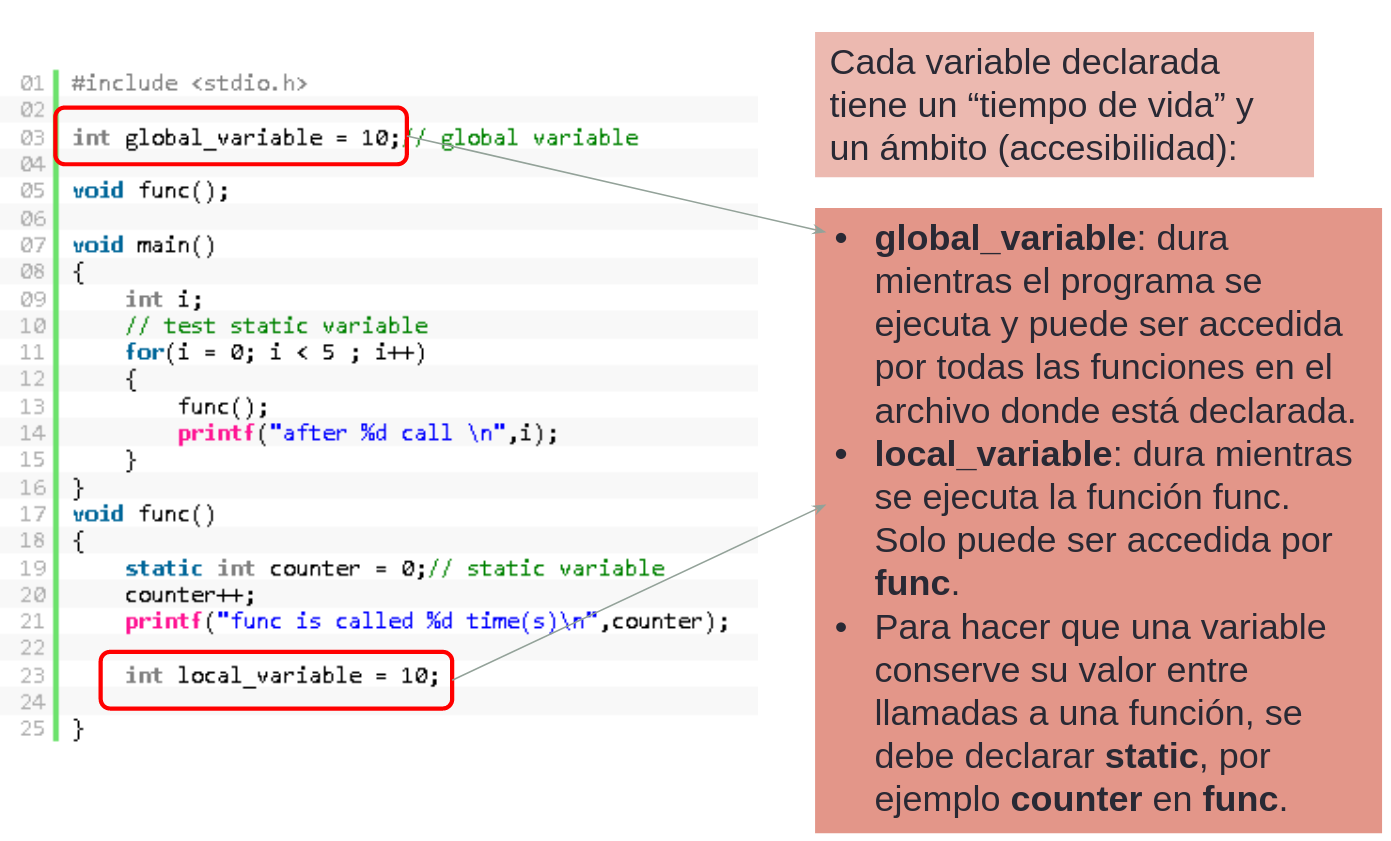 01 #include <stdio.h>
02
03 int global_variable = 10;// global variable
04
05 void func();
06
07 void main()
08 {
09     int i;
10     // test static variable
11     for(i = 0; i < 5 ; i++)
12     {
13         func();
14         printf("after %d call \n",i);
15     }
16 }
17 void func()
18 {
19     static int counter = 0;// static variable
20     counter++;
21     printf("func is called %d time(s)\n",counter);
22
23     int local_variable = 10;
24
25 }
Cada variable declarada
tiene un “tiempo de vida” y
un ámbito (accesibilidad):
• global_variable: dura
mientras el programa se
ejecuta y puede ser accedida
por todas las funciones en el
archivo donde está declarada.
• local_variable: dura mientras
se ejecuta la función func.
Solo puede ser accedida por
func.
• Para hacer que una variable
conserve su valor entre
llamadas a una función, se
debe declarar static, por
ejemplo counter en func.